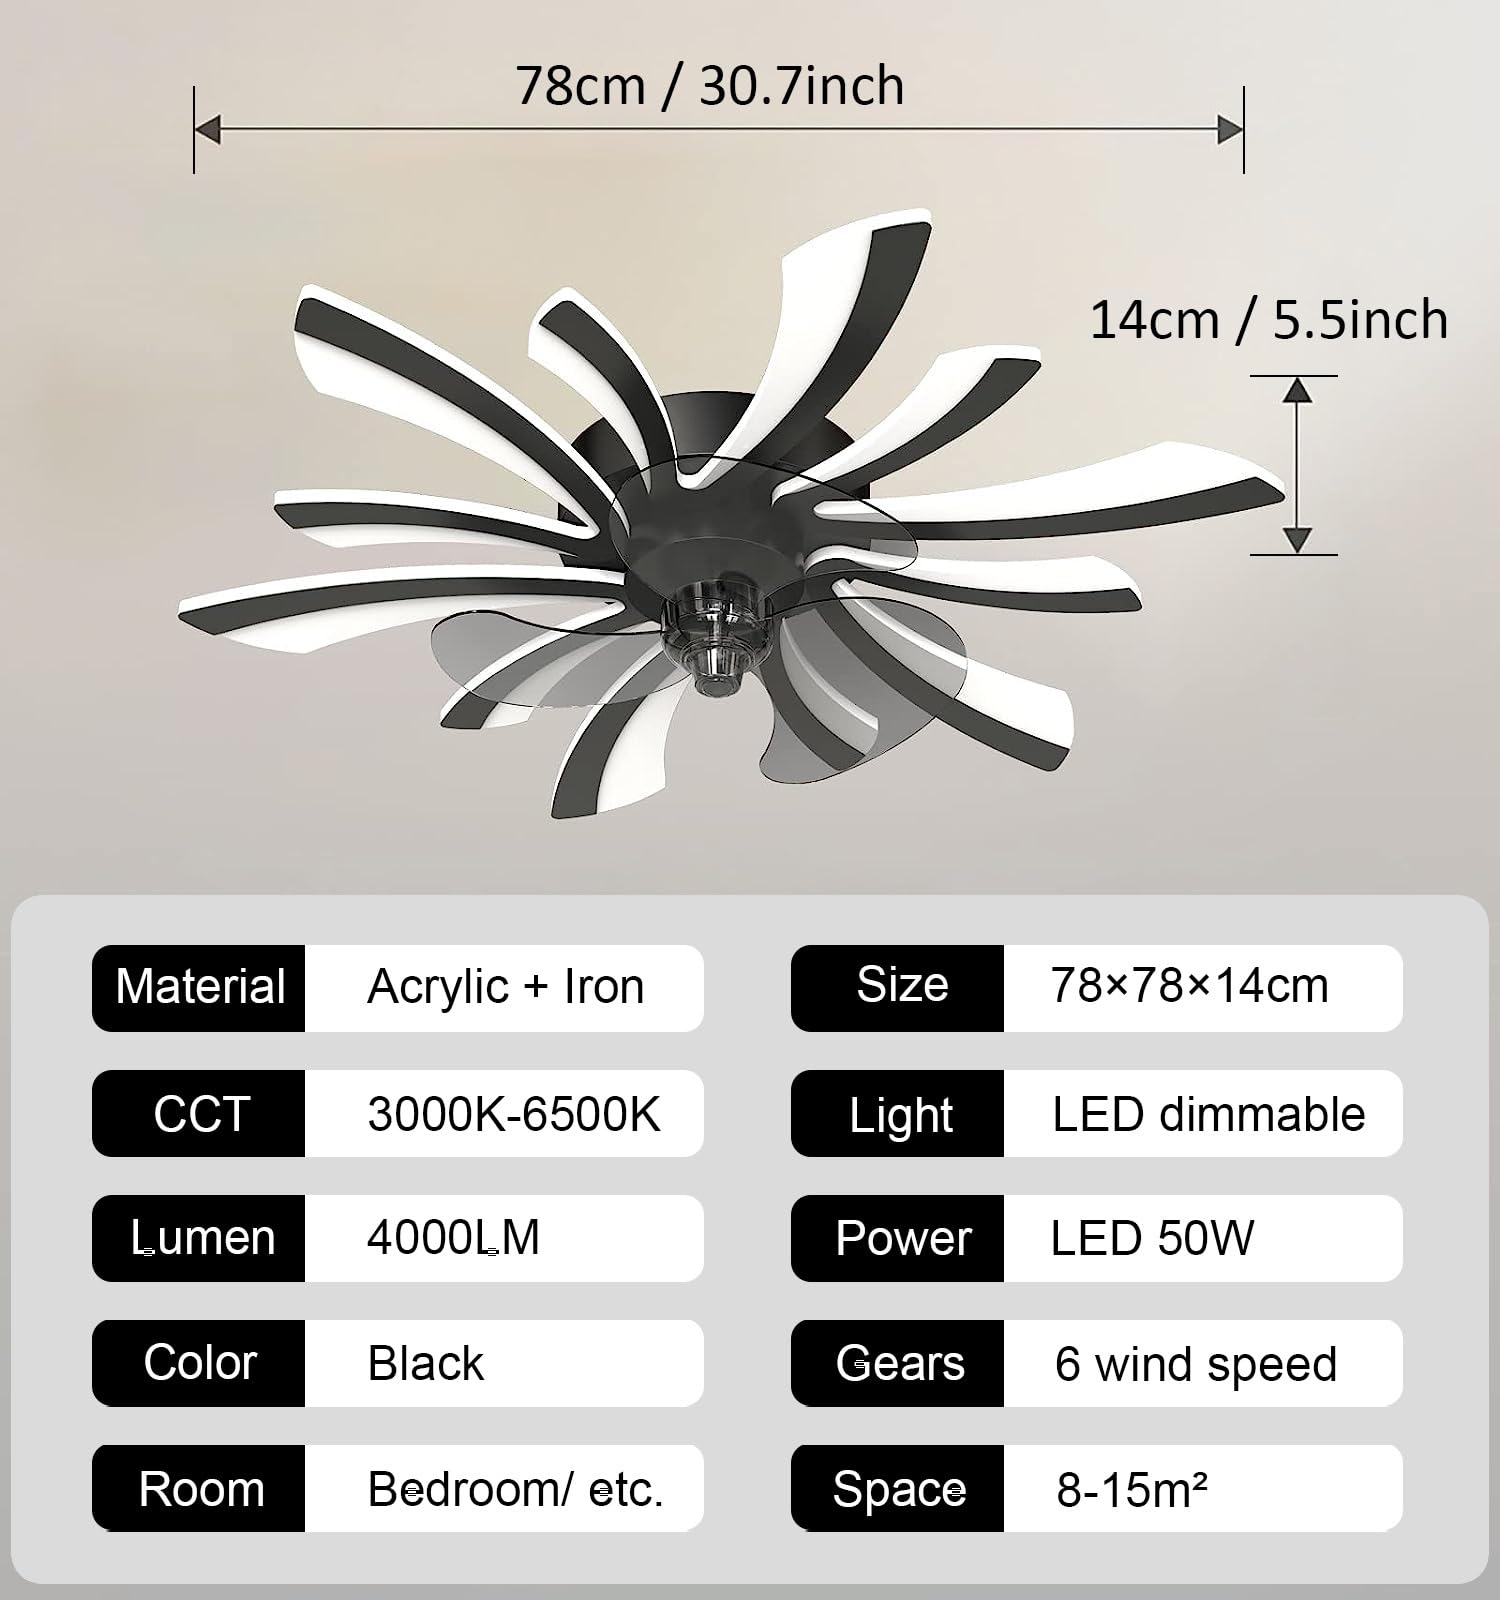 78cm / 30.7inch
14cm / 5.5inch
Material Acrylic + Iron
Size 78×78×14cm
CCT 3000K-6500K
Light LED dimmable
Lumen 4000LM
Power LED 50W
Color Black
Gears 6 wind speed
Room Bedroom/ etc.
Space 8-15m²